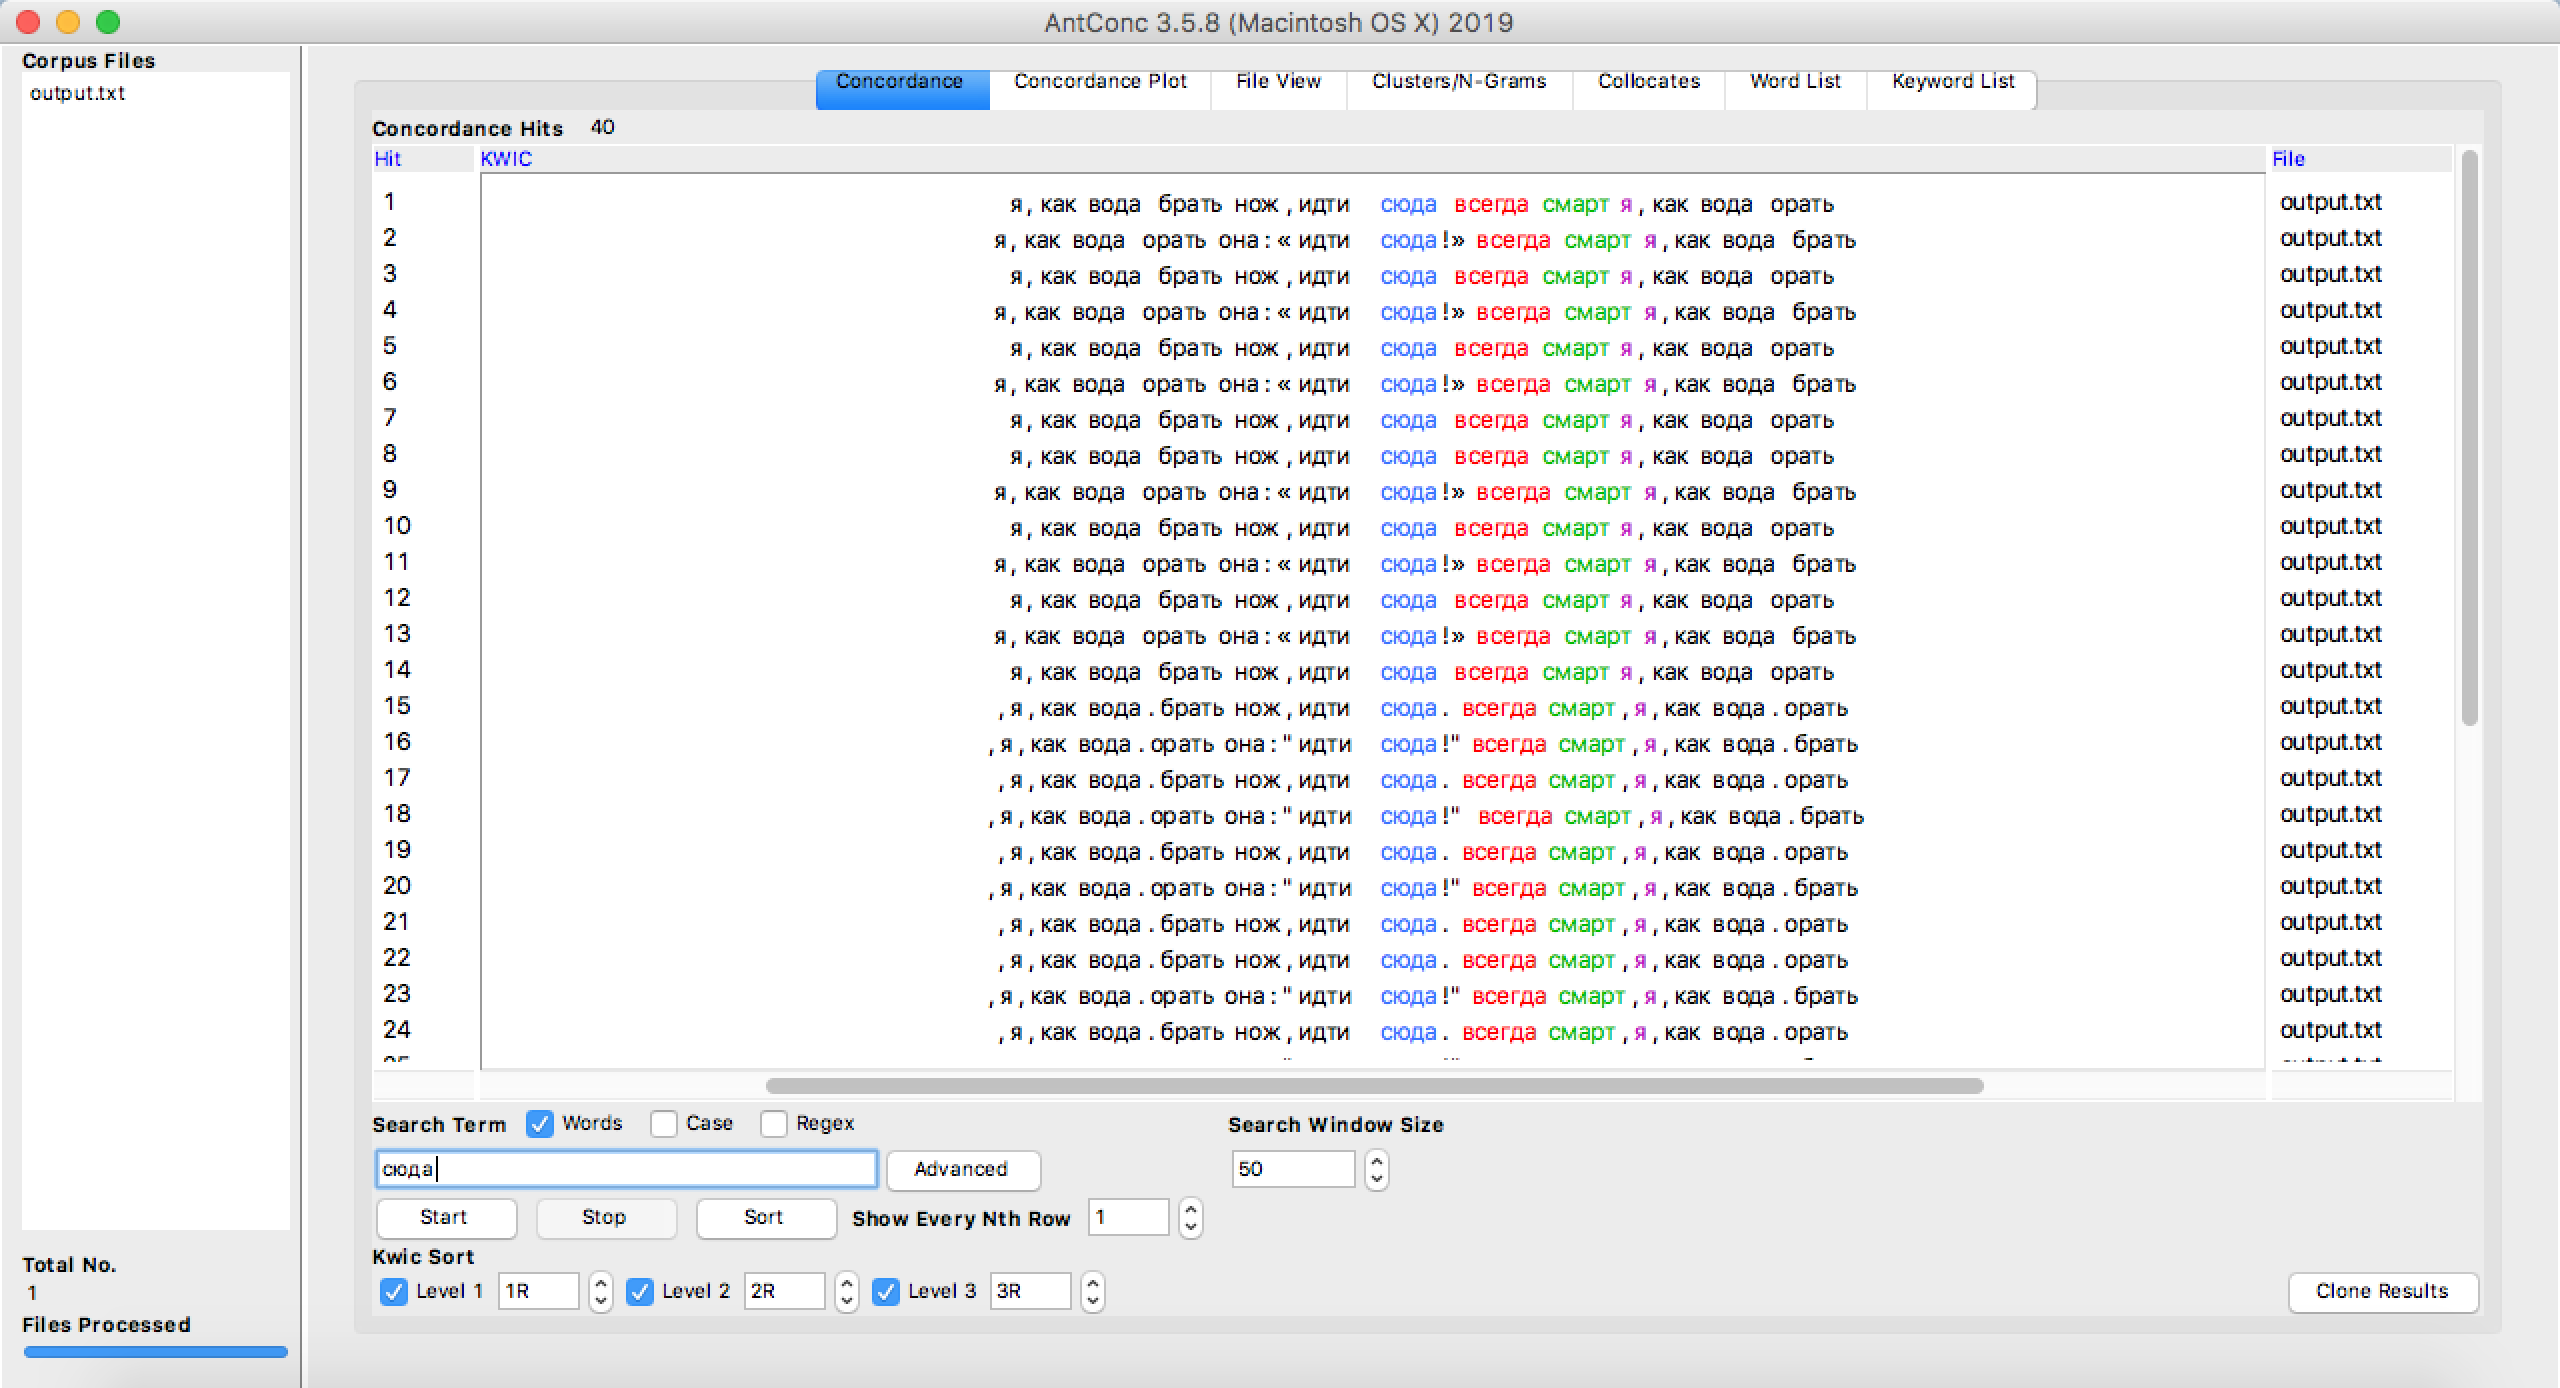 AntConc 3.5.8 (Macintosh OS X) 2019
Corpus Files
output.txt
Concordance Concordance Plot File View Clusters/N-Grams Collocates Word List Keyword List
Concordance Hits 40
Hit KWIC File
1 я, как вода брать нож, идти сюда всегда смарт я, как вода орать output.txt
2 я, как вода орать она: « идти сюда!» всегда смарт я, как вода брать output.txt
3 я, как вода брать нож, идти сюда всегда смарт я, как вода орать output.txt
4 я, как вода орать она: « идти сюда!» всегда смарт я, как вода брать output.txt
5 я, как вода брать нож, идти сюда всегда смарт я, как вода орать output.txt
6 я, как вода орать она: « идти сюда!» всегда смарт я, как вода брать output.txt
7 я, как вода брать нож, идти сюда всегда смарт я, как вода орать output.txt
8 я, как вода брать нож, идти сюда всегда смарт я, как вода орать output.txt
9 я, как вода орать она: « идти сюда!» всегда смарт я, как вода брать output.txt
10 я, как вода брать нож, идти сюда всегда смарт я, как вода орать output.txt
11 я, как вода орать она: « идти сюда!» всегда смарт я, как вода брать output.txt
12 я, как вода брать нож, идти сюда всегда смарт я, как вода орать output.txt
13 я, как вода орать она: « идти сюда!» всегда смарт я, как вода брать output.txt
14 я, как вода брать нож, идти сюда всегда смарт я, как вода орать output.txt
15 ,я, как вода. брать нож, идти сюда. всегда смарт,я, как вода. орать output.txt
16 ,я, как вода. орать она:" идти сюда!" всегда смарт,я, как вода. брать output.txt
17 ,я, как вода. брать нож, идти сюда. всегда смарт,я, как вода. орать output.txt
18 ,я, как вода. орать она:" идти сюда!" всегда смарт,я, как вода. брать output.txt
19 ,я, как вода. брать нож, идти сюда. всегда смарт,я, как вода. орать output.txt
20 ,я, как вода. орать она:" идти сюда!" всегда смарт,я, как вода. брать output.txt
21 ,я, как вода. брать нож, идти сюда. всегда смарт,я, как вода. орать output.txt
22 ,я, как вода. брать нож, идти сюда. всегда смарт,я, как вода. орать output.txt
23 ,я, как вода. орать она:" идти сюда!" всегда смарт,я, как вода. брать output.txt
24 ,я, как вода. брать нож, идти сюда. всегда смарт,я, как вода. орать output.txt
Search Term Words Case Regex Search Window Size
сюда Advanced 50
Start Stop Sort Show Every Nth Row 1
Kwic Sort
Level 1 1R Level 2 2R Level 3 3R Clone Results
Total No.
1
Files Processed